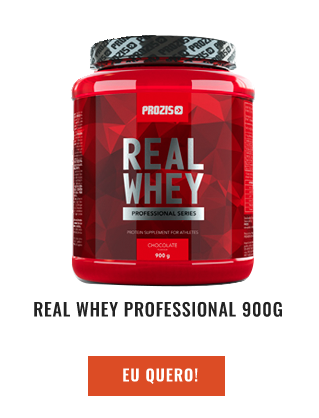 PROZIS
REAL
WHEY
PROFESSIONAL SERIES
PROTEIN SUPPLEMENT FOR ATHLETES
CHOCOLATE
900 g
REAL WHEY PROFESSIONAL 900G
EU QUERO!